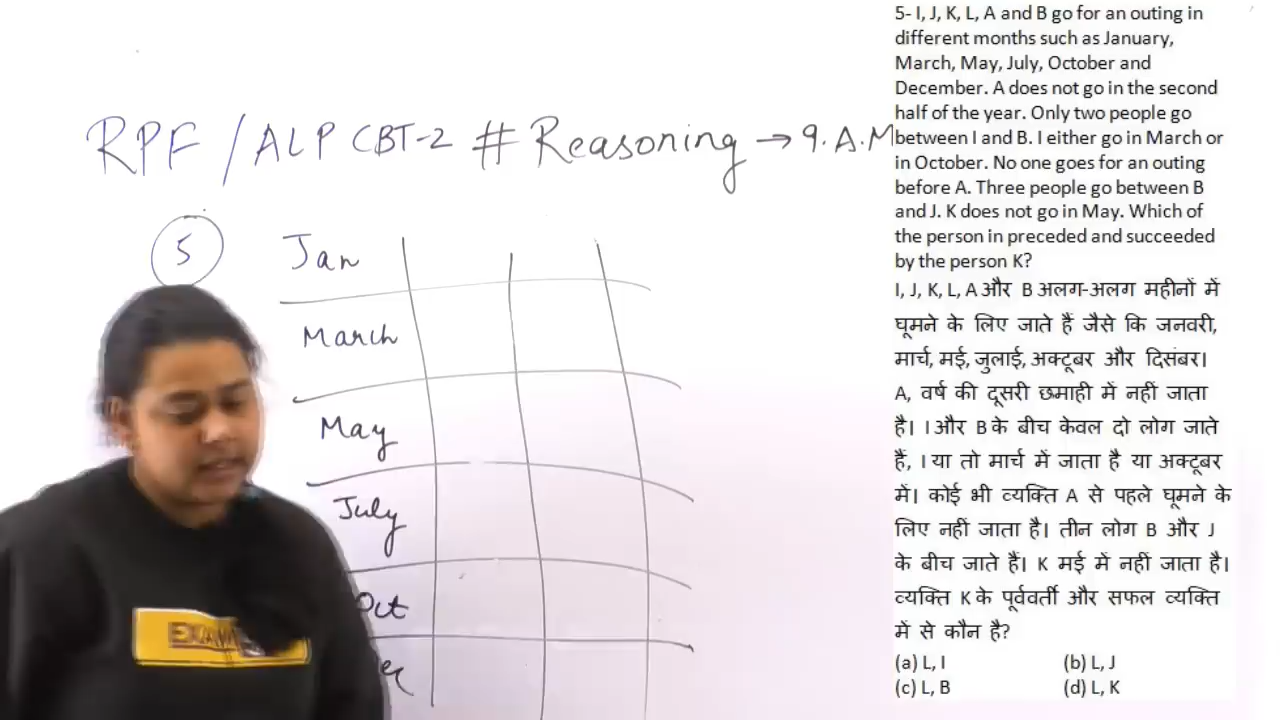 RPF / ALP CBT-2 # Reasoning → 9. A.M
5
Jan
March
May
July
Oct
EXAM
5- I, J, K, L, A and B go for an outing in
different months such as January,
March, May, July, October and
December. A does not go in the second
half of the year. Only two people go
between I and B. I either go in March or
in October. No one goes for an outing
before A. Three people go between B
and J. K does not go in May. Which of
the person in preceded and succeeded
by the person K?
I, J, K, L, A और B अलग-अलग महीनों में
घूमने के लिए जाते हैं जैसे कि जनवरी,
मार्च, मई, जुलाई, अक्टूबर और दिसंबर।
A, वर्ष की दूसरी छमाही में नहीं जाता
है। I और B के बीच केवल दो लोग जाते
हैं, I या तो मार्च में जाता है या अक्टूबर
में। कोई भी व्यक्ति A से पहले घूमने के
लिए नहीं जाता है। तीन लोग B और J
के बीच जाते हैं। K मई में नहीं जाता है।
व्यक्ति K के पूर्ववर्ती और सफल व्यक्ति
में से कौन है?
(a) L, I (b) L, J
(c) L, B (d) L, K